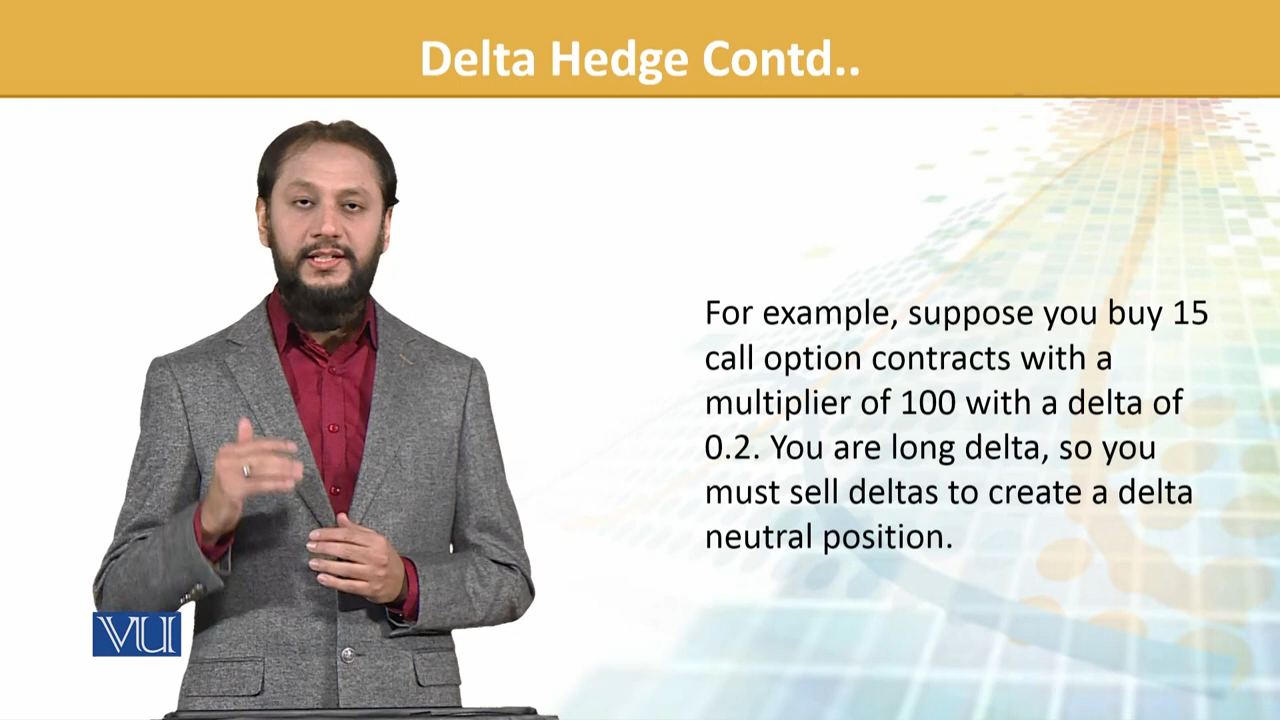 Delta Hedge Contd..
For example, suppose you buy 15
call option contracts with a
multiplier of 100 with a delta of
0.2. You are long delta, so you
must sell deltas to create a delta
neutral position.
VU